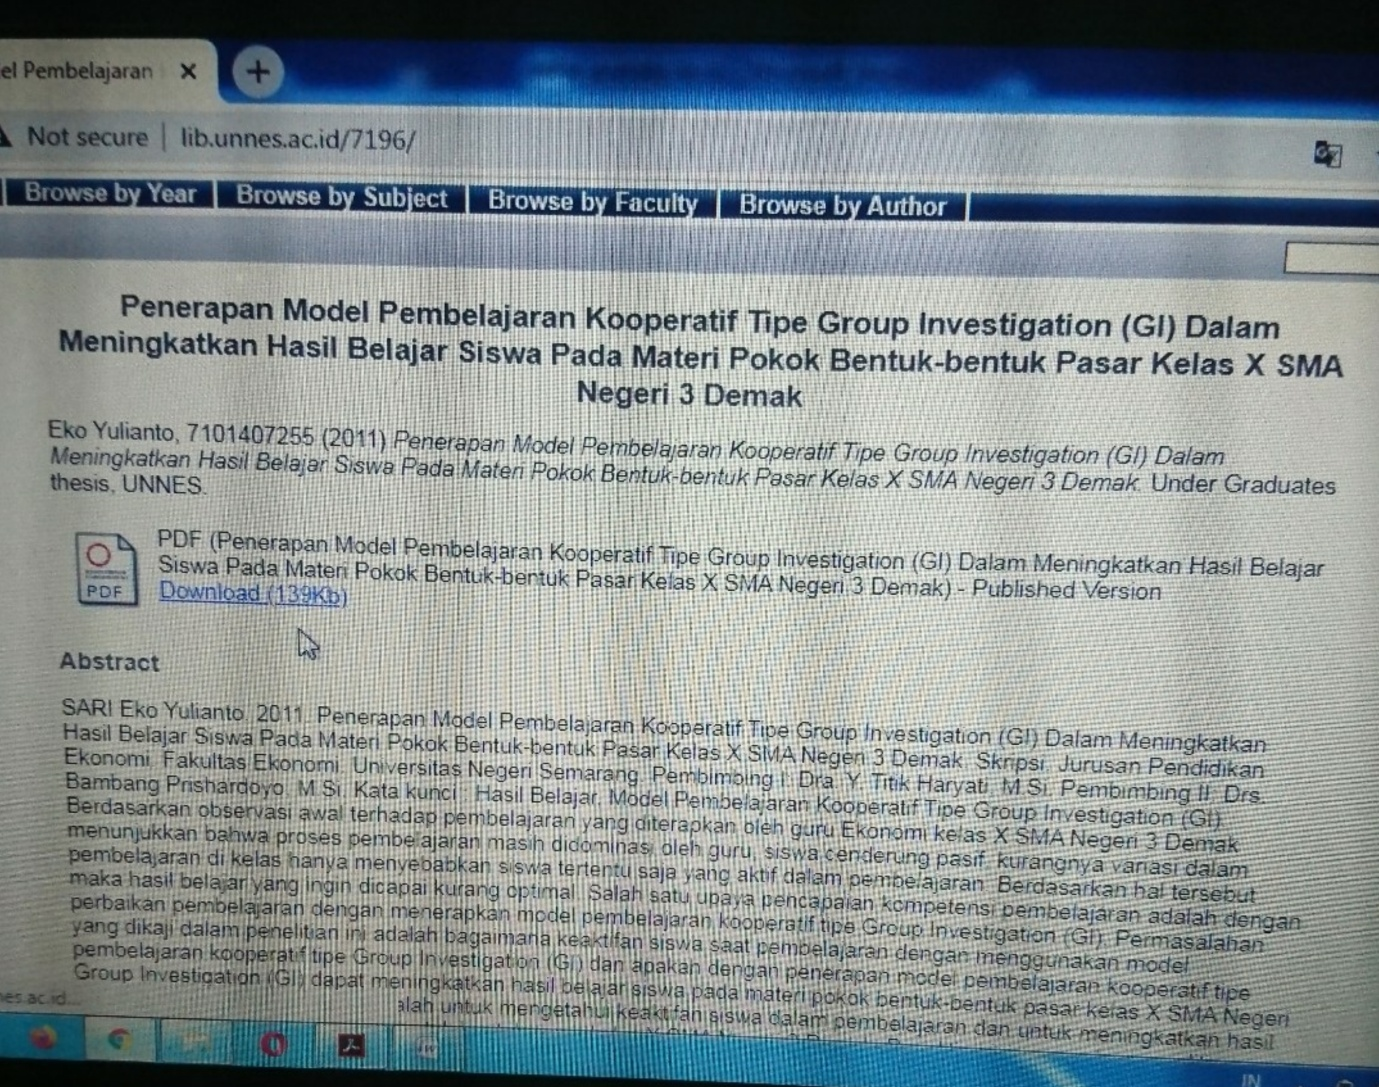 el Pembelajaran
Not secure | lib.unnes.ac.id/7196/
Browse by Year | Browse by Subject | Browse by Faculty | Browse by Author
Penerapan Model Pembelajaran Kooperatif Tipe Group Investigation (GI) Dalam
Meningkatkan Hasil Belajar Siswa Pada Materi Pokok Bentuk-bentuk Pasar Kelas X SMA
Negeri 3 Demak
Eko Yulianto, 7101407255 (2011) Penerapan Model Pembelajaran Kooperatif Tipe Group Investigation (GI) Dalam
Meningkatkan Hasil Belajar Siswa Pada Materi Pokok Bentuk-bentuk Pasar Kelas X SMA Negeri 3 Demak. Under Graduates
thesis, UNNES.
PDF
PDF (Penerapan Model Pembelajaran Kooperatif Tipe Group Investigation (GI) Dalam Meningkatkan Hasil Belajar
Siswa Pada Materi Pokok Bentuk-bentuk Pasar Kelas X SMA Negeri 3 Demak) - Published Version
Download (139Kb)
Abstract
SARI Eko Yulianto. 2011. Penerapan Model Pembelajaran Kooperatif Tipe Group Investigation (GI) Dalam Meningkatkan
Hasil Belajar Siswa Pada Materi Pokok Bentuk-bentuk Pasar Kelas X SMA Negeri 3 Demak. Skripsi. Jurusan Pendidikan
Ekonomi. Fakultas Ekonomi. Universitas Negeri Semarang. Pembimbing I. Dra. Y. Titik Haryati, M.Si. Pembimbing II. Drs.
Bambang Prishardoyo, M.Si. Kata kunci : Hasil Belajar, Model Pembelajaran Kooperatif Tipe Group Investigation (GI)
Berdasarkan observasi awal terhadap pembelajaran yang diterapkan oleh guru Ekonomi kelas X SMA Negeri 3 Demak
menunjukkan bahwa proses pembelajaran masih didominasi oleh guru, siswa cenderung pasif, kurangnya variasi dalam
pembelajaran di kelas hanya menyebabkan siswa tertentu saja yang aktif dalam pembelajaran. Berdasarkan hal tersebut
maka hasil belajar yang ingin dicapai kurang optimal. Salah satu upaya pencapaian kompetensi pembelajaran adalah dengan
perbaikan pembelajaran dengan menerapkan model pembelajaran kooperatif tipe Group Investigation (GI). Permasalahan
yang dikaji dalam penelitian ini adalah bagaimana keaktifan siswa saat pembelajaran dengan menggunakan model
pembelajaran kooperatif tipe Group Investigation (GI) dan apakah dengan penerapan model pembelajaran kooperatif tipe
Group Investigation (GI) dapat meningkatkan hasil belajar siswa pada materi pokok bentuk-bentuk pasar kelas X SMA Negeri
nes.ac.id...
alah untuk mengetahui keaktifan siswa dalam pembelajaran dan untuk meningkatkan hasil
IN